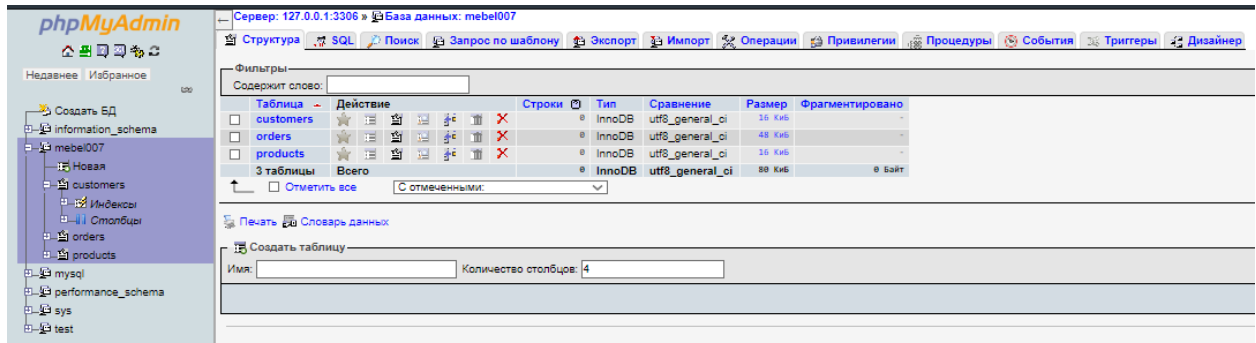 phpMyAdmin
Недавнее Избранное
Создать БД
information_schema
mebel007
Новая
customers
Индексы
Столбцы
orders
products
mysql
performance_schema
sys
test
Сервер: 127.0.0.1:3306 » База данных: mebel007
Структура SQL Поиск Запрос по шаблону Экспорт Импорт Операции Привилегии Процедуры События Триггеры Дизайнер
Фильтры
Содержит слово:
Таблица Действие Строки Тип Сравнение Размер Фрагментировано
customers 0 InnoDB utf8_general_ci 16 КиБ -
orders 0 InnoDB utf8_general_ci 48 КиБ -
products 0 InnoDB utf8_general_ci 16 КиБ -
3 таблицы Всего 0 InnoDB utf8_general_ci 80 КиБ 0 Байт
Отметить все С отмеченными:
Печать Словарь данных
Создать таблицу
Имя: Количество столбцов: 4